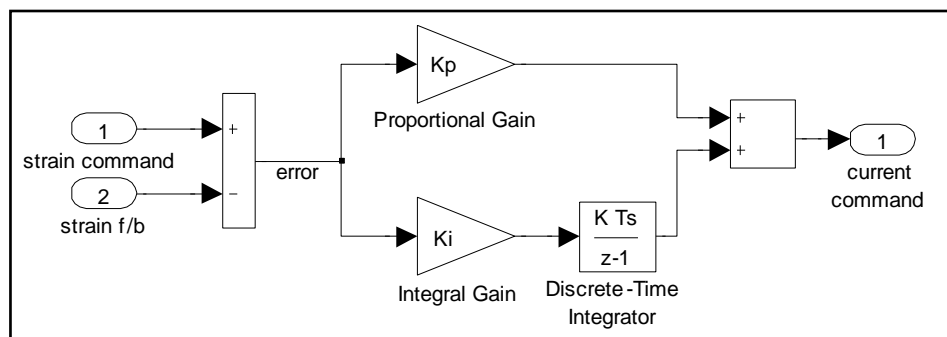 1
strain command
2
strain f/b
+
−
error
Kp
Proportional Gain
Ki
Integral Gain
K Ts
z-1
Discrete-Time
Integrator
+
+
1
current
command